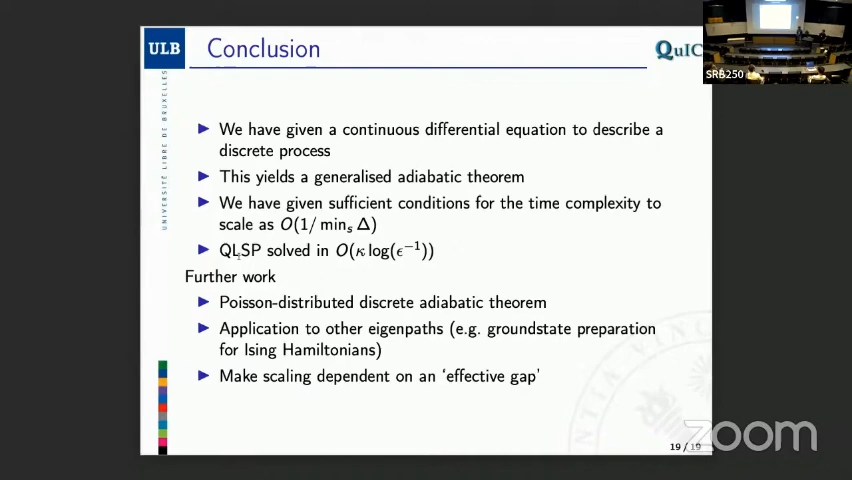 ULB
Conclusion
QuIC
SRB250
UNIVERSITÉ LIBRE DE BRUXELLES
We have given a continuous differential equation to describe a
discrete process
This yields a generalised adiabatic theorem
We have given sufficient conditions for the time complexity to
scale as O(1/ min_s Δ)
QLSP solved in O(κ log(ϵ⁻¹))
Further work
Poisson-distributed discrete adiabatic theorem
Application to other eigenpaths (e.g. groundstate preparation
for Ising Hamiltonians)
Make scaling dependent on an ‘effective gap’
19 / 19
zoom